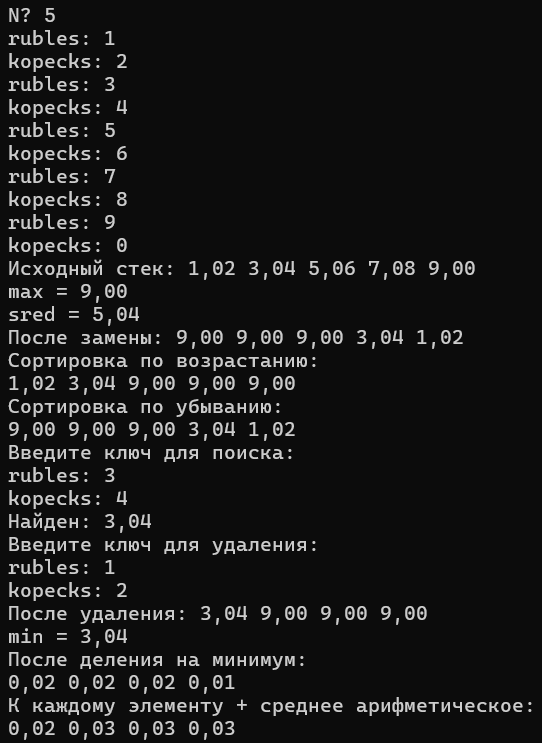 N? 5
rubles: 1
kopecks: 2
rubles: 3
kopecks: 4
rubles: 5
kopecks: 6
rubles: 7
kopecks: 8
rubles: 9
kopecks: 0
Исходный стек: 1,02 3,04 5,06 7,08 9,00
max = 9,00
sred = 5,04
После замены: 9,00 9,00 9,00 3,04 1,02
Сортировка по возрастанию:
1,02 3,04 9,00 9,00 9,00
Сортировка по убыванию:
9,00 9,00 9,00 3,04 1,02
Введите ключ для поиска:
rubles: 3
kopecks: 4
Найден: 3,04
Введите ключ для удаления:
rubles: 1
kopecks: 2
После удаления: 3,04 9,00 9,00 9,00
min = 3,04
После деления на минимум:
0,02 0,02 0,02 0,01
К каждому элементу + среднее арифметическое:
0,02 0,03 0,03 0,03